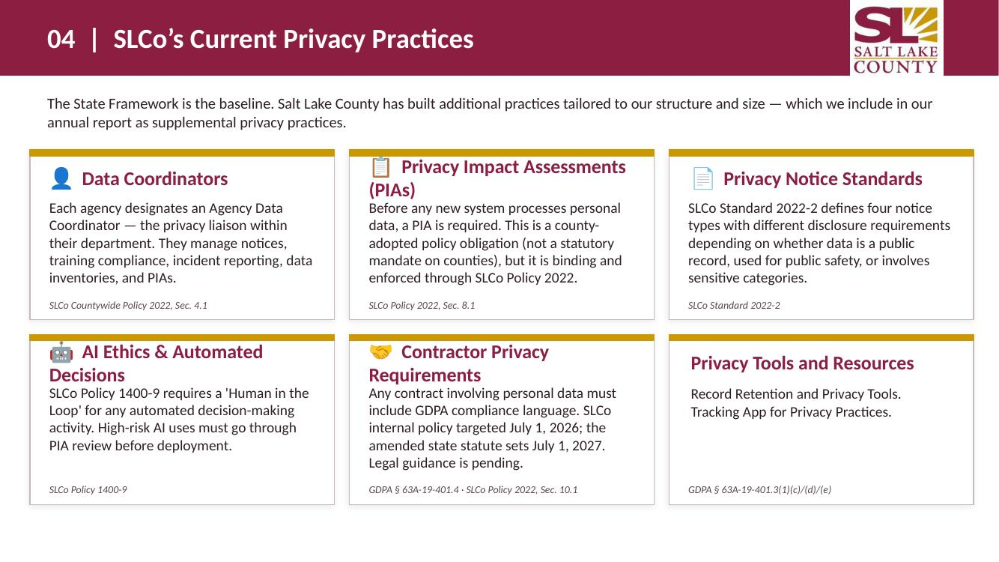 04 | SLCo’s Current Privacy Practices
SL
SALT LAKE
COUNTY
The State Framework is the baseline. Salt Lake County has built additional practices tailored to our structure and size — which we include in our
annual report as supplemental privacy practices.
👤 Data Coordinators
Each agency designates an Agency Data
Coordinator — the privacy liaison within
their department. They manage notices,
training compliance, incident reporting, data
inventories, and PIAs.
SLCo Countywide Policy 2022, Sec. 4.1
📋 Privacy Impact Assessments
(PIAs)
Before any new system processes personal
data, a PIA is required. This is a county-
adopted policy obligation (not a statutory
mandate on counties), but it is binding and
enforced through SLCo Policy 2022.
SLCo Policy 2022, Sec. 8.1
📄 Privacy Notice Standards
SLCo Standard 2022-2 defines four notice
types with different disclosure requirements
depending on whether data is a public
record, used for public safety, or involves
sensitive categories.
SLCo Standard 2022-2
🤖 AI Ethics & Automated
Decisions
SLCo Policy 1400-9 requires a 'Human in the
Loop' for any automated decision-making
activity. High-risk AI uses must go through
PIA review before deployment.
SLCo Policy 1400-9
🤝 Contractor Privacy
Requirements
Any contract involving personal data must
include GDPA compliance language. SLCo
internal policy targeted July 1, 2026; the
amended state statute sets July 1, 2027.
Legal guidance is pending.
GDPA § 63A-19-401.4 · SLCo Policy 2022, Sec. 10.1
Privacy Tools and Resources
Record Retention and Privacy Tools.
Tracking App for Privacy Practices.
GDPA § 63A-19-401.3(1)(c)/(d)/(e)